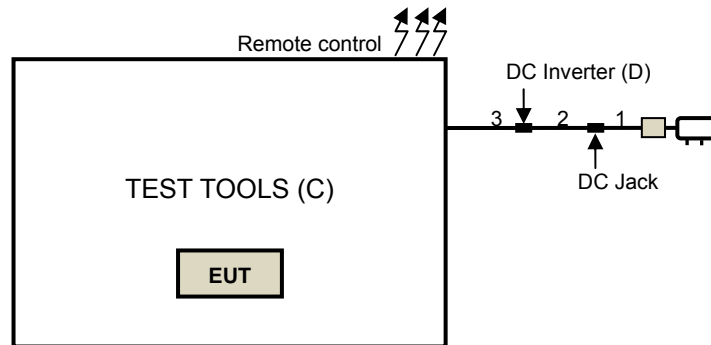 Remote control
DC Inverter (D)
3 2 1
DC Jack
TEST TOOLS (C)
EUT